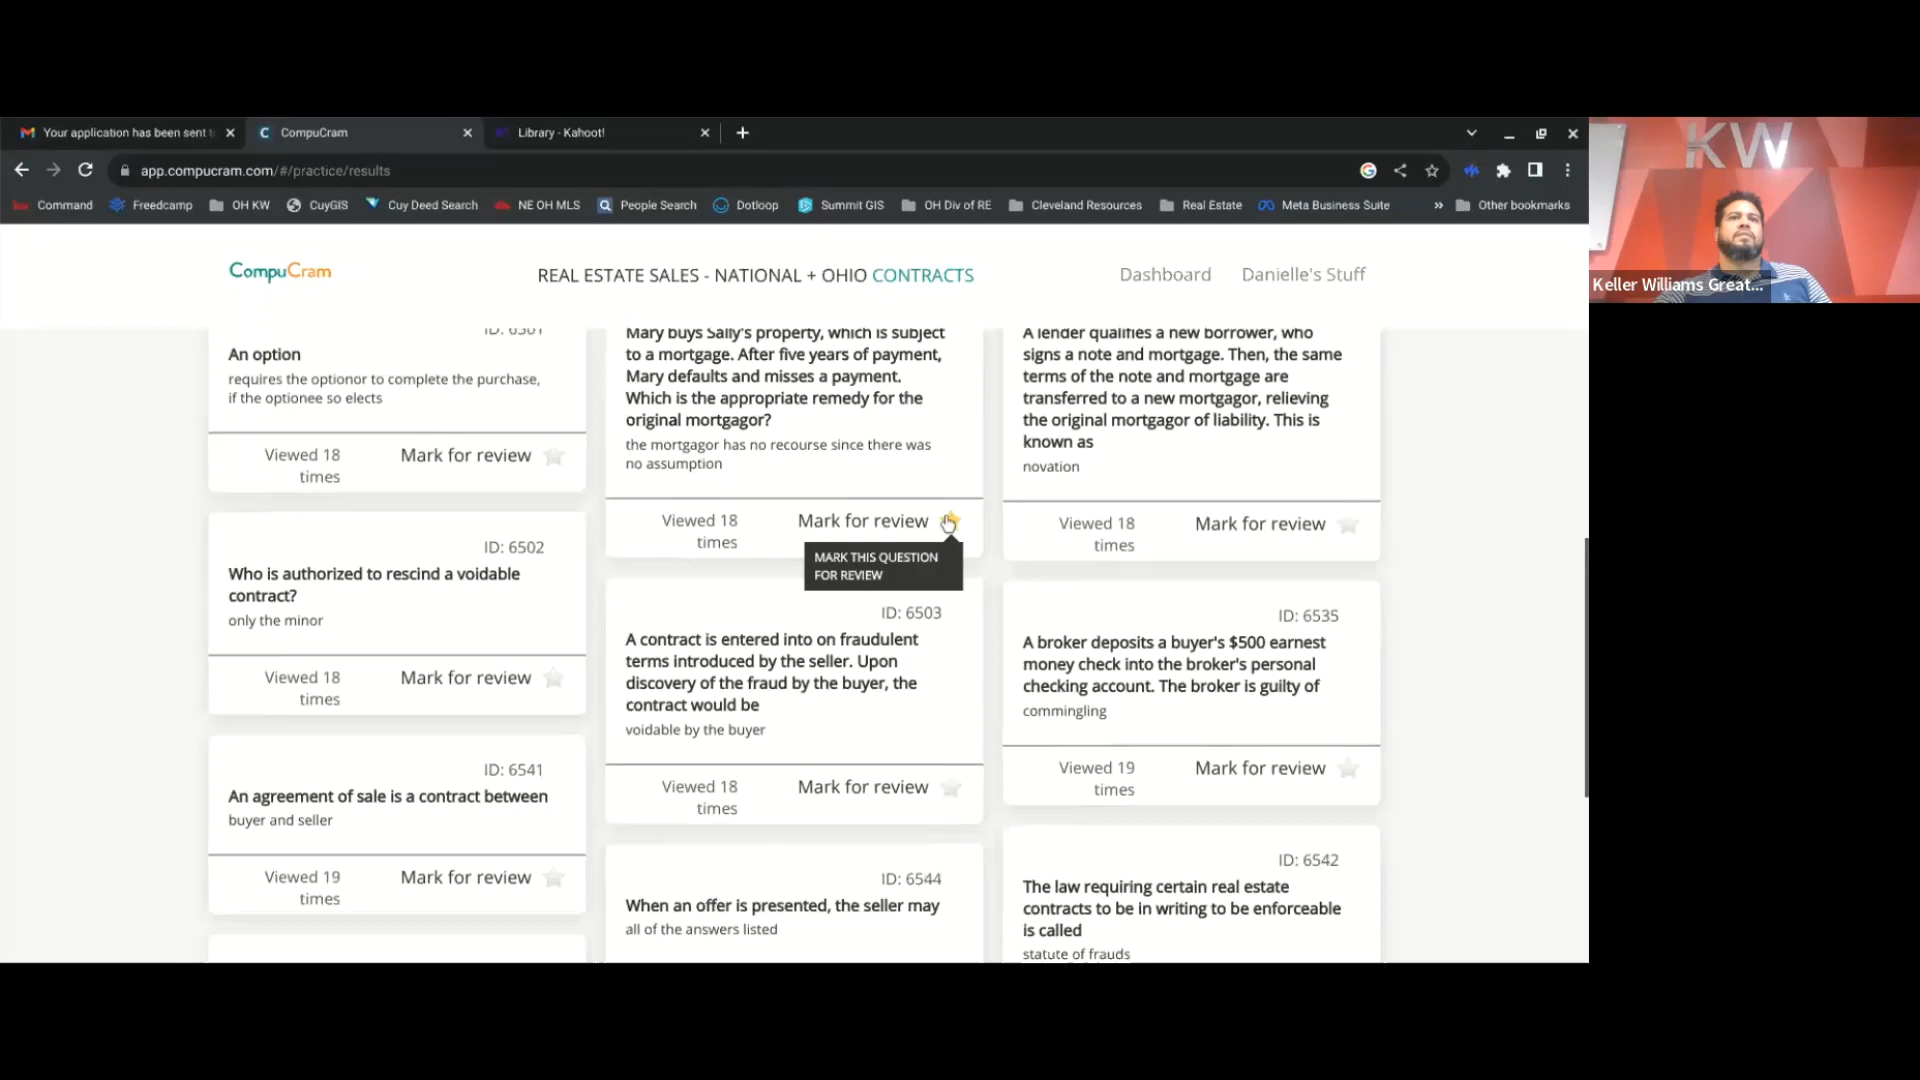 Your application has been sent t
CompuCram
Library - Kahoot!
app.compucram.com/#/practice/results
Command
Freedcamp
OH KW
CuyGIS
Cuy Deed Search
NE OH MLS
People Search
Dotloop
Summit GIS
OH Div of RE
Cleveland Resources
Real Estate
Meta Business Suite
»
Other bookmarks
KW
Keller Williams Great...
CompuCram
REAL ESTATE SALES - NATIONAL + OHIO CONTRACTS
Dashboard
Danielle's Stuff
ID: 6501
An option
requires the optionor to complete the purchase,
if the optionee so elects
Viewed 18
times
Mark for review
ID: 6502
Who is authorized to rescind a voidable
contract?
only the minor
Viewed 18
times
Mark for review
ID: 6541
An agreement of sale is a contract between
buyer and seller
Viewed 19
times
Mark for review
Mary buys Sally's property, which is subject
to a mortgage. After five years of payment,
Mary defaults and misses a payment.
Which is the appropriate remedy for the
original mortgagor?
the mortgagor has no recourse since there was
no assumption
Viewed 18
times
Mark for review
MARK THIS QUESTION
FOR REVIEW
ID: 6503
A contract is entered into on fraudulent
terms introduced by the seller. Upon
discovery of the fraud by the buyer, the
contract would be
voidable by the buyer
Viewed 18
times
Mark for review
ID: 6544
When an offer is presented, the seller may
all of the answers listed
A lender qualifies a new borrower, who
signs a note and mortgage. Then, the same
terms of the note and mortgage are
transferred to a new mortgagor, relieving
the original mortgagor of liability. This is
known as
novation
Viewed 18
times
Mark for review
ID: 6535
A broker deposits a buyer's $500 earnest
money check into the broker's personal
checking account. The broker is guilty of
commingling
Viewed 19
times
Mark for review
ID: 6542
The law requiring certain real estate
contracts to be in writing to be enforceable
is called
statute of frauds